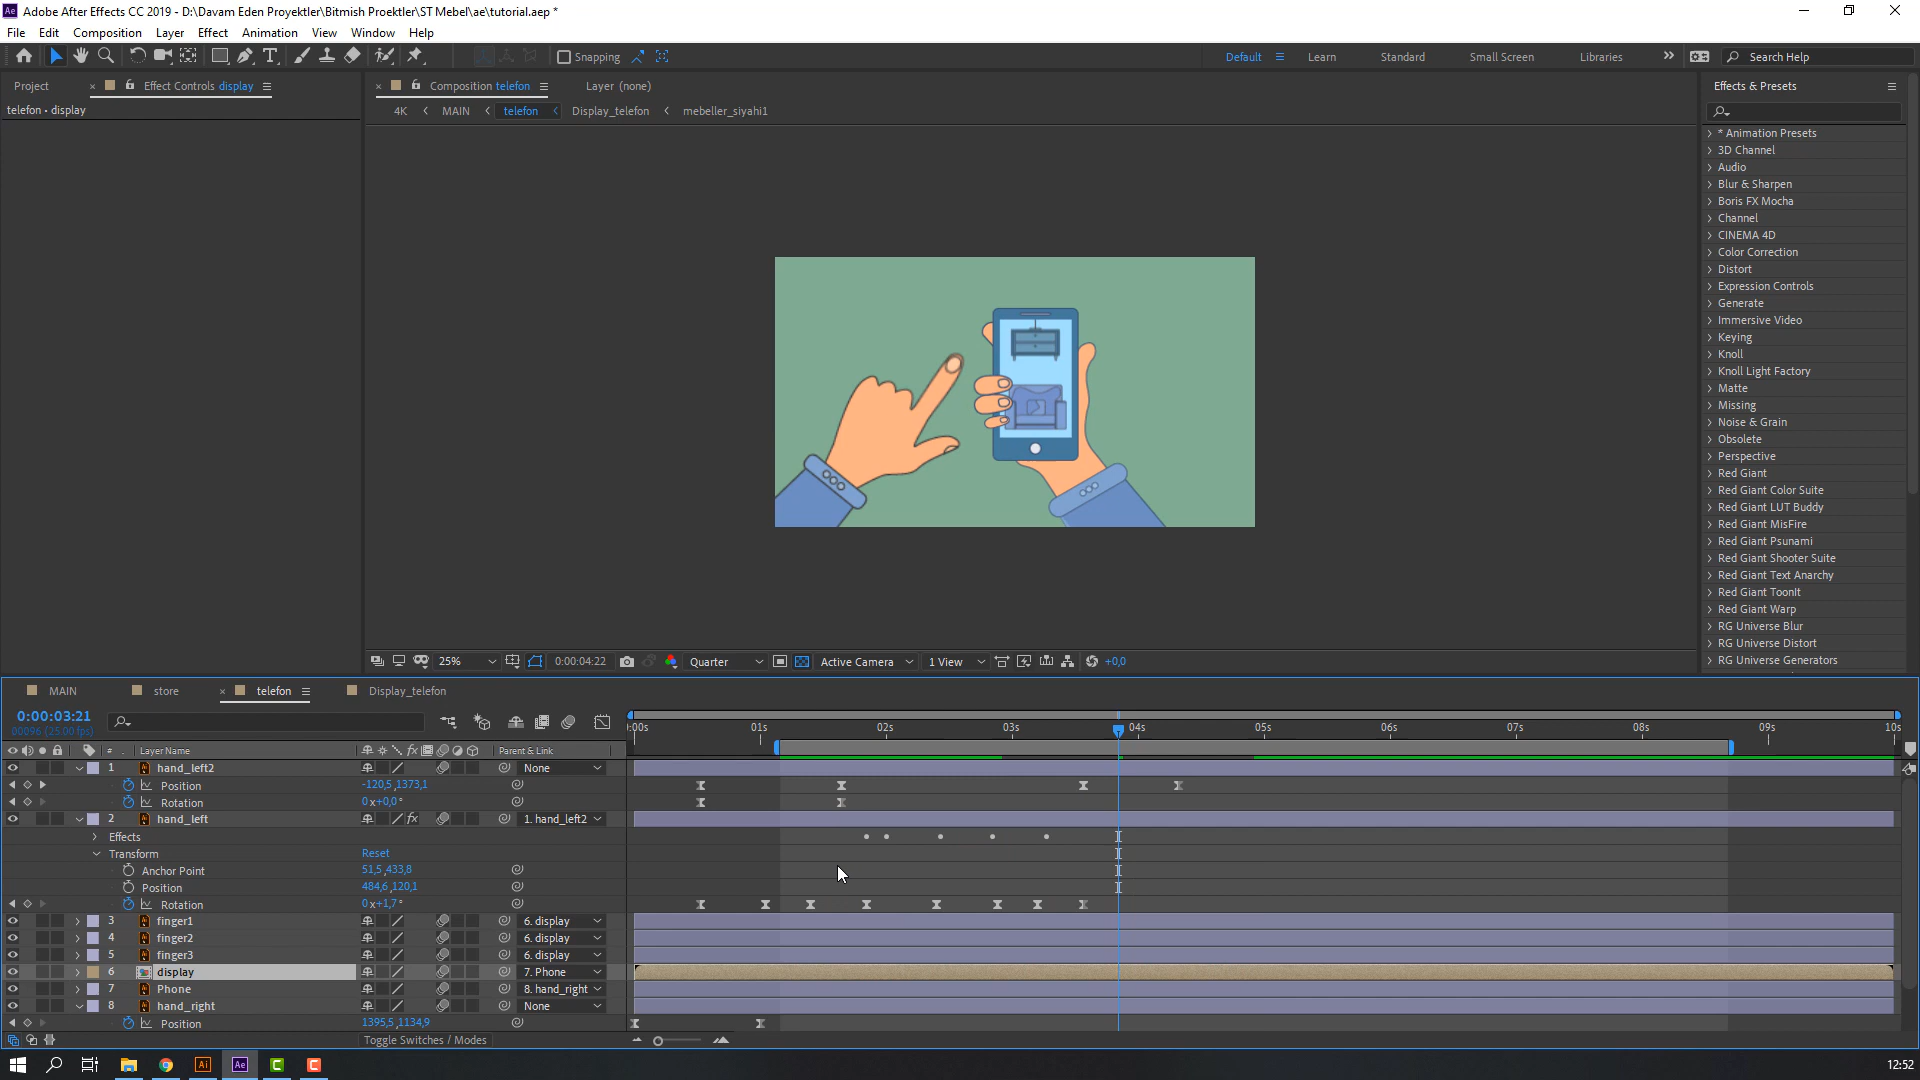 Adobe After Effects CC 2019 - D:\Davam Eden Proyektler\Bitmish Proektler\ST Mebel\ae\tutorial.aep *
File Edit Composition Layer Effect Animation View Window Help
Snapping Default Learn Standard Small Screen Libraries Search Help
Project Effect Controls display Composition telefon Layer (none) Effects & Presets
telefon • display 4K MAIN telefon Display_telefon mebeller_siyahi1
* Animation Presets
3D Channel
Audio
Blur & Sharpen
Boris FX Mocha
Channel
CINEMA 4D
Color Correction
Distort
Expression Controls
Generate
Immersive Video
Keying
Knoll
Knoll Light Factory
Matte
Missing
Noise & Grain
Obsolete
Perspective
Red Giant
Red Giant Color Suite
Red Giant LUT Buddy
Red Giant MisFire
Red Giant Psunami
Red Giant Shooter Suite
Red Giant Text Anarchy
Red Giant ToonIt
Red Giant Warp
RG Universe Blur
RG Universe Distort
RG Universe Generators
25% 0:00:04:22 Quarter Active Camera 1 View +0,0
MAIN store telefon Display_telefon
0:00:03:21
00096 (25.00 fps)
:00s 01s 02s 03s 04s 05s 06s 07s 08s 09s 10s
# Layer Name Parent & Link
1 hand_left2 None
Position -120,5 ,1373,1
Rotation 0x+0,0°
2 hand_left 1. hand_left2
Effects
Transform Reset
Anchor Point 51,5 ,433,8
Position 484,6 ,120,1
Rotation 0x+1,7°
3 finger1 6. display
4 finger2 6. display
5 finger3 6. display
6 display 7. Phone
7 Phone 8. hand_right
8 hand_right None
Position 1395,5 ,1134,9
Toggle Switches / Modes
12:52